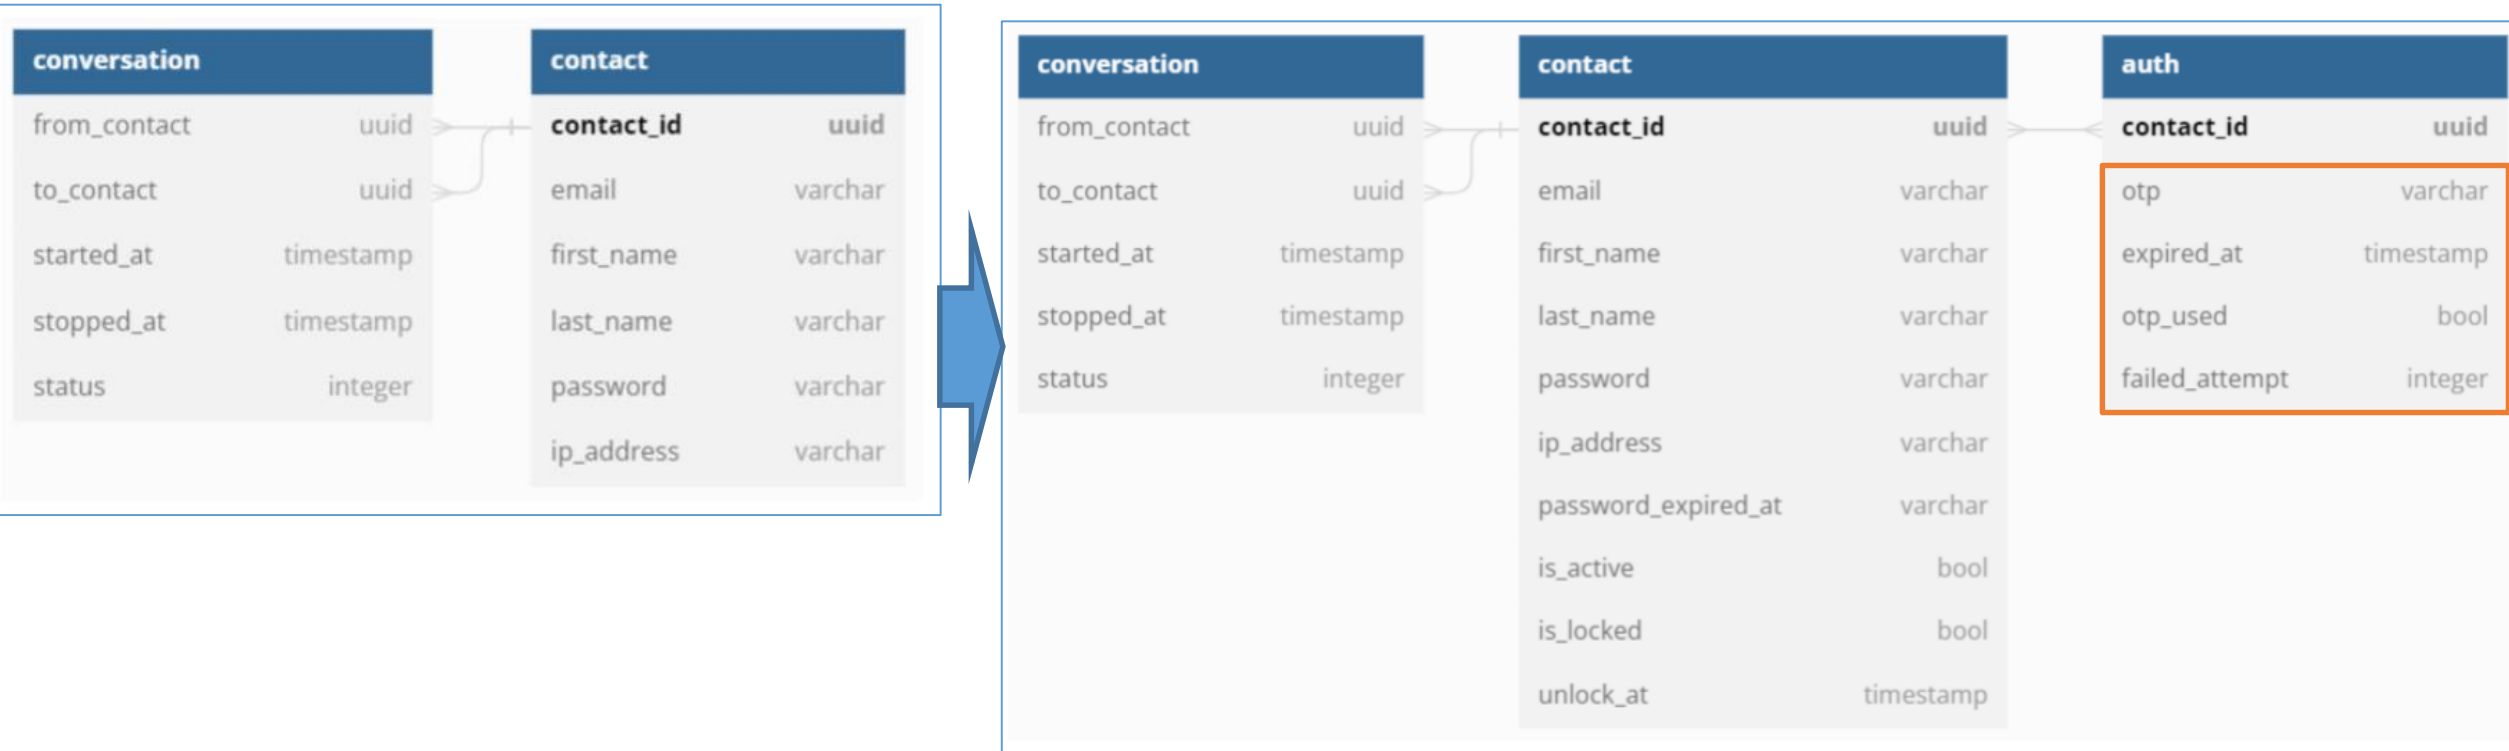 conversation
from_contact uuid
to_contact uuid
started_at timestamp
stopped_at timestamp
status integer
contact
contact_id uuid
email varchar
first_name varchar
last_name varchar
password varchar
ip_address varchar
conversation
from_contact uuid
to_contact uuid
started_at timestamp
stopped_at timestamp
status integer
contact
contact_id uuid
email varchar
first_name varchar
last_name varchar
password varchar
ip_address varchar
password_expired_at varchar
is_active bool
is_locked bool
unlock_at timestamp
auth
contact_id uuid
otp varchar
expired_at timestamp
otp_used bool
failed_attempt integer